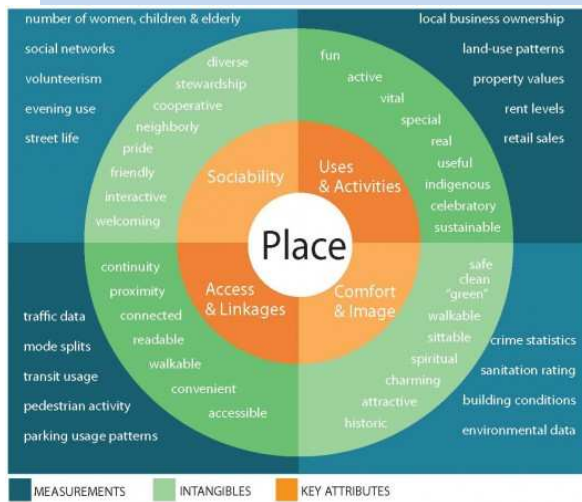 number of women, children & elderly
social networks
volunteerism
evening use
street life
local business ownership
land-use patterns
property values
rent levels
retail sales
diverse
stewardship
cooperative
neighborly
pride
friendly
interactive
welcoming
fun
active
vital
special
real
useful
indigenous
celebratory
sustainable
Sociability
Uses
& Activities
Place
Access
& Linkages
Comfort
& Image
continuity
proximity
connected
readable
walkable
convenient
accessible
safe
clean
"green"
walkable
sittable
spiritual
charming
attractive
historic
traffic data
mode splits
transit usage
pedestrian activity
parking usage patterns
crime statistics
sanitation rating
building conditions
environmental data
MEASUREMENTS
INTANGIBLES
KEY ATTRIBUTES